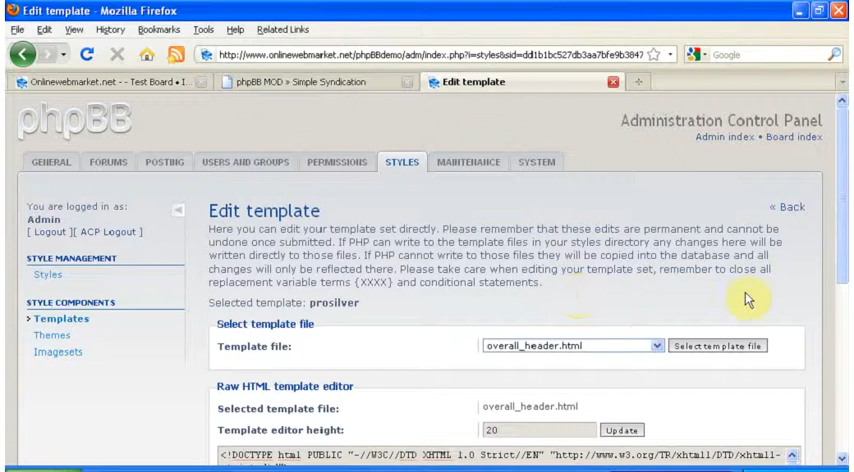 Edit template - Mozilla Firefox
File Edit View History Bookmarks Tools Help Related Links
http://www.onlinewebmarket.net/phpBBdemo/adm/index.php?i=styles&sid=dd1b1bc527db3aa7bfe9b3847 Google
Onlinewebmarket.net - - Test Board • I... phpBB MOD » Simple Syndication Edit template
phpBB
Administration Control Panel
Admin index • Board index
GENERAL FORUMS POSTING USERS AND GROUPS PERMISSIONS STYLES MAINTENANCE SYSTEM
You are logged in as:
Admin
[ Logout ][ ACP Logout ]
STYLE MANAGEMENT
Styles
STYLE COMPONENTS
Templates
Themes
Imagesets
« Back
Edit template
Here you can edit your template set directly. Please remember that these edits are permanent and cannot be
undone once submitted. If PHP can write to the template files in your styles directory any changes here will be
written directly to those files. If PHP cannot write to those files they will be copied into the database and all
changes will only be reflected there. Please take care when editing your template set, remember to close all
replacement variable terms {XXXX} and conditional statements.
Selected template: prosilver
Select template file
Template file: overall_header.html Select template file
Raw HTML template editor
Selected template file: overall_header.html
Template editor height: 20 Update
<!DOCTYPE html PUBLIC "-//W3C//DTD XHTML 1.0 Strict//EN" "http://www.w3.org/TR/xhtml1/DTD/xhtml1-